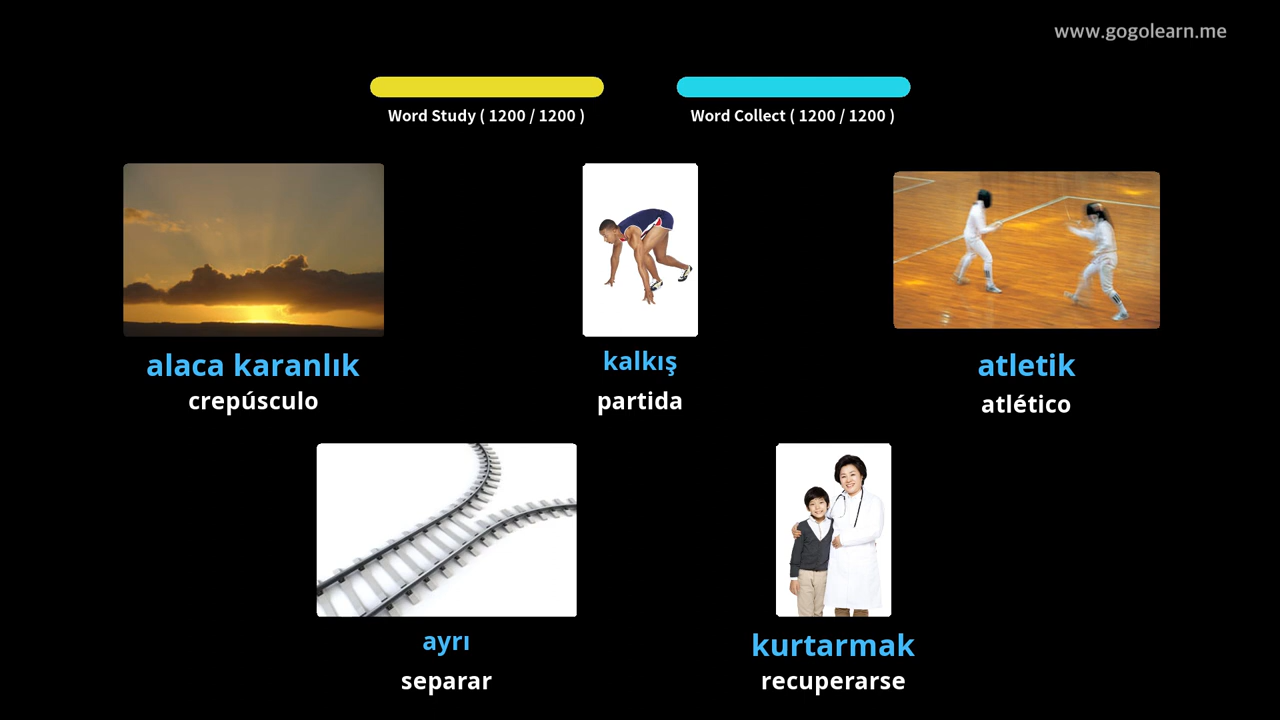 www.gogolearn.me
Word Study ( 1200 / 1200 )
Word Collect ( 1200 / 1200 )
alaca karanlık
crepúsculo
kalkış
partida
atletik
atlético
ayrı
separar
kurtarmak
recuperarse